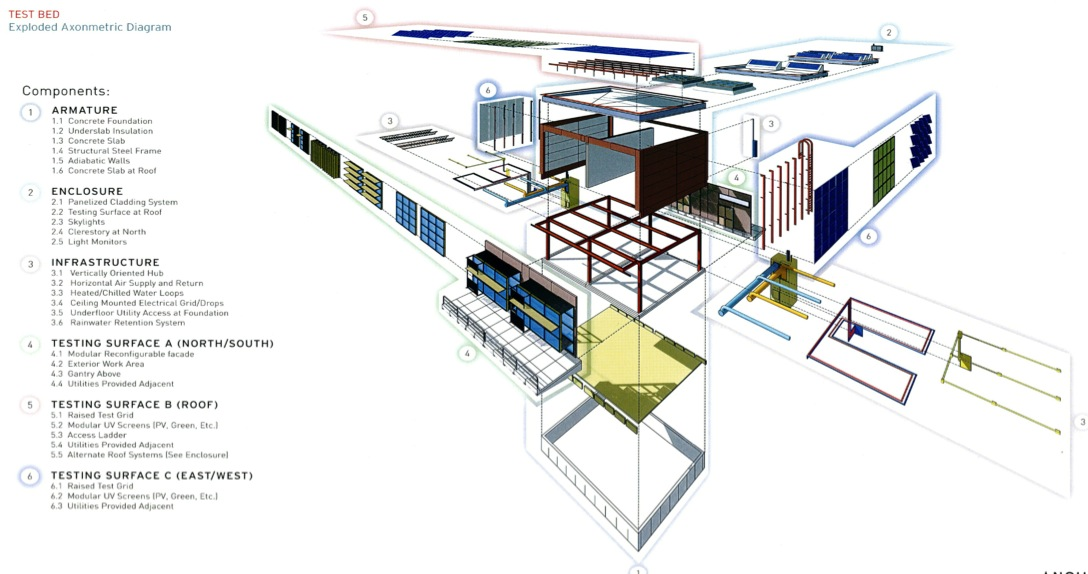 TEST BED
Exploded Axonmetric Diagram
Components:
1 ARMATURE
1.1 Concrete Foundation
1.2 Underslab Insulation
1.3 Concrete Slab
1.4 Structural Steel Frame
1.5 Adiabatic Walls
1.6 Concrete Slab at Roof
2 ENCLOSURE
2.1 Panelized Cladding System
2.2 Testing Surface at Roof
2.3 Skylights
2.4 Clerestory at North
2.5 Light Monitors
3 INFRASTRUCTURE
3.1 Vertically Oriented Hub
3.2 Horizontal Air Supply and Return
3.3 Heated/Chilled Water Loops
3.4 Ceiling Mounted Electrical Grid/Drops
3.5 Underfloor Utility Access at Foundation
3.6 Rainwater Retention System
4 TESTING SURFACE A (NORTH/SOUTH)
4.1 Modular Reconfigurable facade
4.2 Exterior Work Area
4.3 Gantry Above
4.4 Utilities Provided Adjacent
5 TESTING SURFACE B (ROOF)
5.1 Raised Test Grid
5.2 Modular UV Screens (PV, Green, Etc.)
5.3 Access Ladder
5.4 Utilities Provided Adjacent
5.5 Alternate Roof Systems (See Enclosure)
6 TESTING SURFACE C (EAST/WEST)
6.1 Raised Test Grid
6.2 Modular UV Screens (PV, Green, Etc.)
6.3 Utilities Provided Adjacent
5
2
6
3
3
4
6
4
3
1